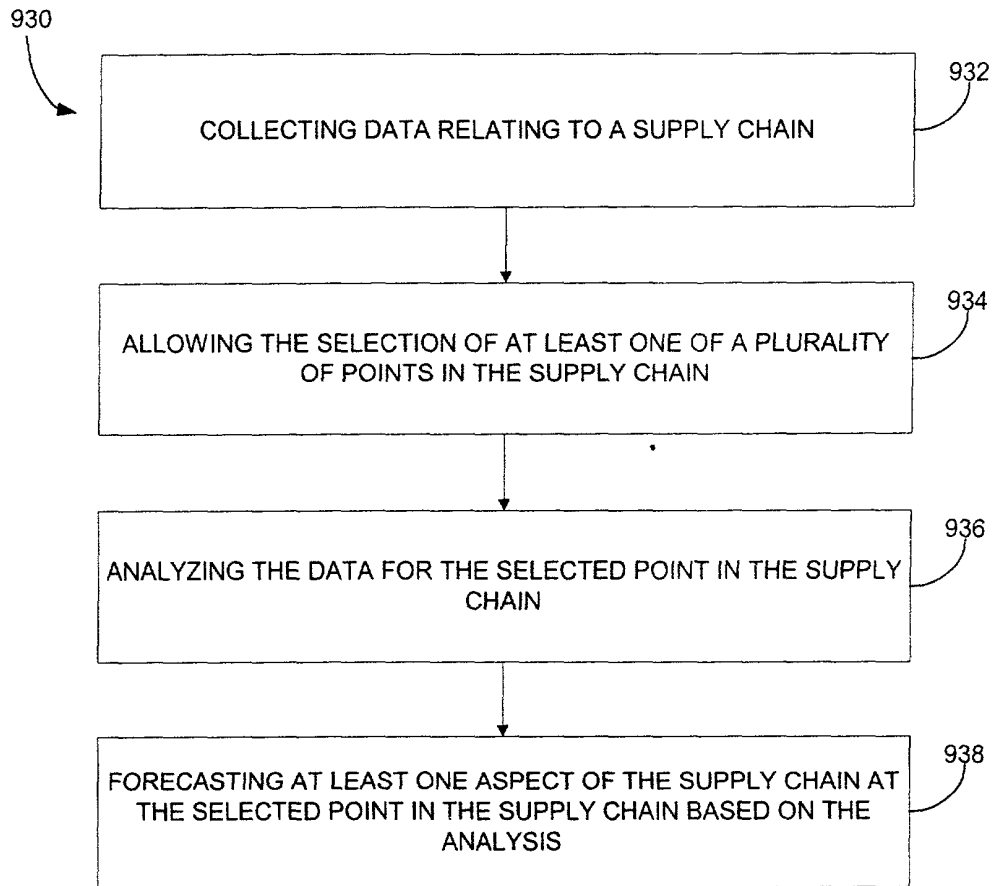 930
932
COLLECTING DATA RELATING TO A SUPPLY CHAIN
934
ALLOWING THE SELECTION OF AT LEAST ONE OF A PLURALITY
OF POINTS IN THE SUPPLY CHAIN
936
ANALYZING THE DATA FOR THE SELECTED POINT IN THE SUPPLY
CHAIN
938
FORECASTING AT LEAST ONE ASPECT OF THE SUPPLY CHAIN AT
THE SELECTED POINT IN THE SUPPLY CHAIN BASED ON THE
ANALYSIS